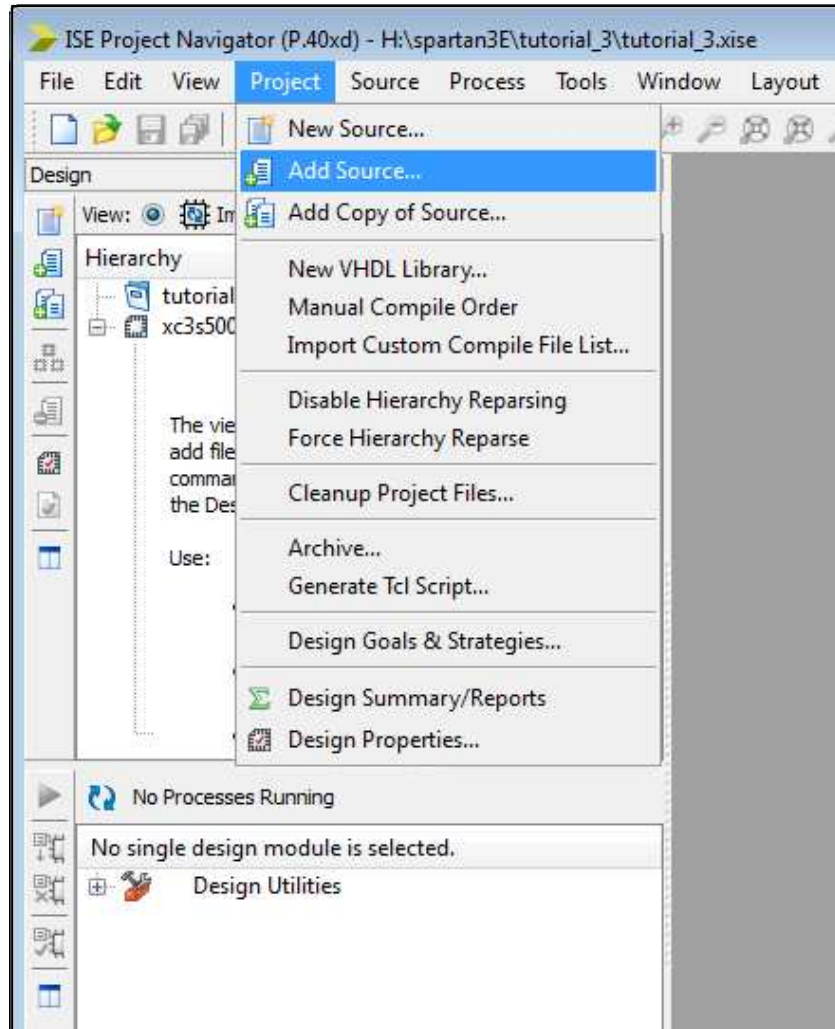 ISE Project Navigator (P.40xd) - H:\spartan3E\tutorial_3\tutorial_3.xise
File Edit View Project Source Process Tools Window Layout
New Source...
Design
Add Source...
View: Im
Add Copy of Source...
Hierarchy
New VHDL Library...
tutorial
Manual Compile Order
xc3s500
Import Custom Compile File List...
Disable Hierarchy Reparsing
The vie
add file
Force Hierarchy Reparse
comma
Cleanup Project Files...
the Des
Archive...
Use:
Generate Tcl Script...
Design Goals & Strategies...
Design Summary/Reports
Design Properties...
No Processes Running
No single design module is selected.
Design Utilities